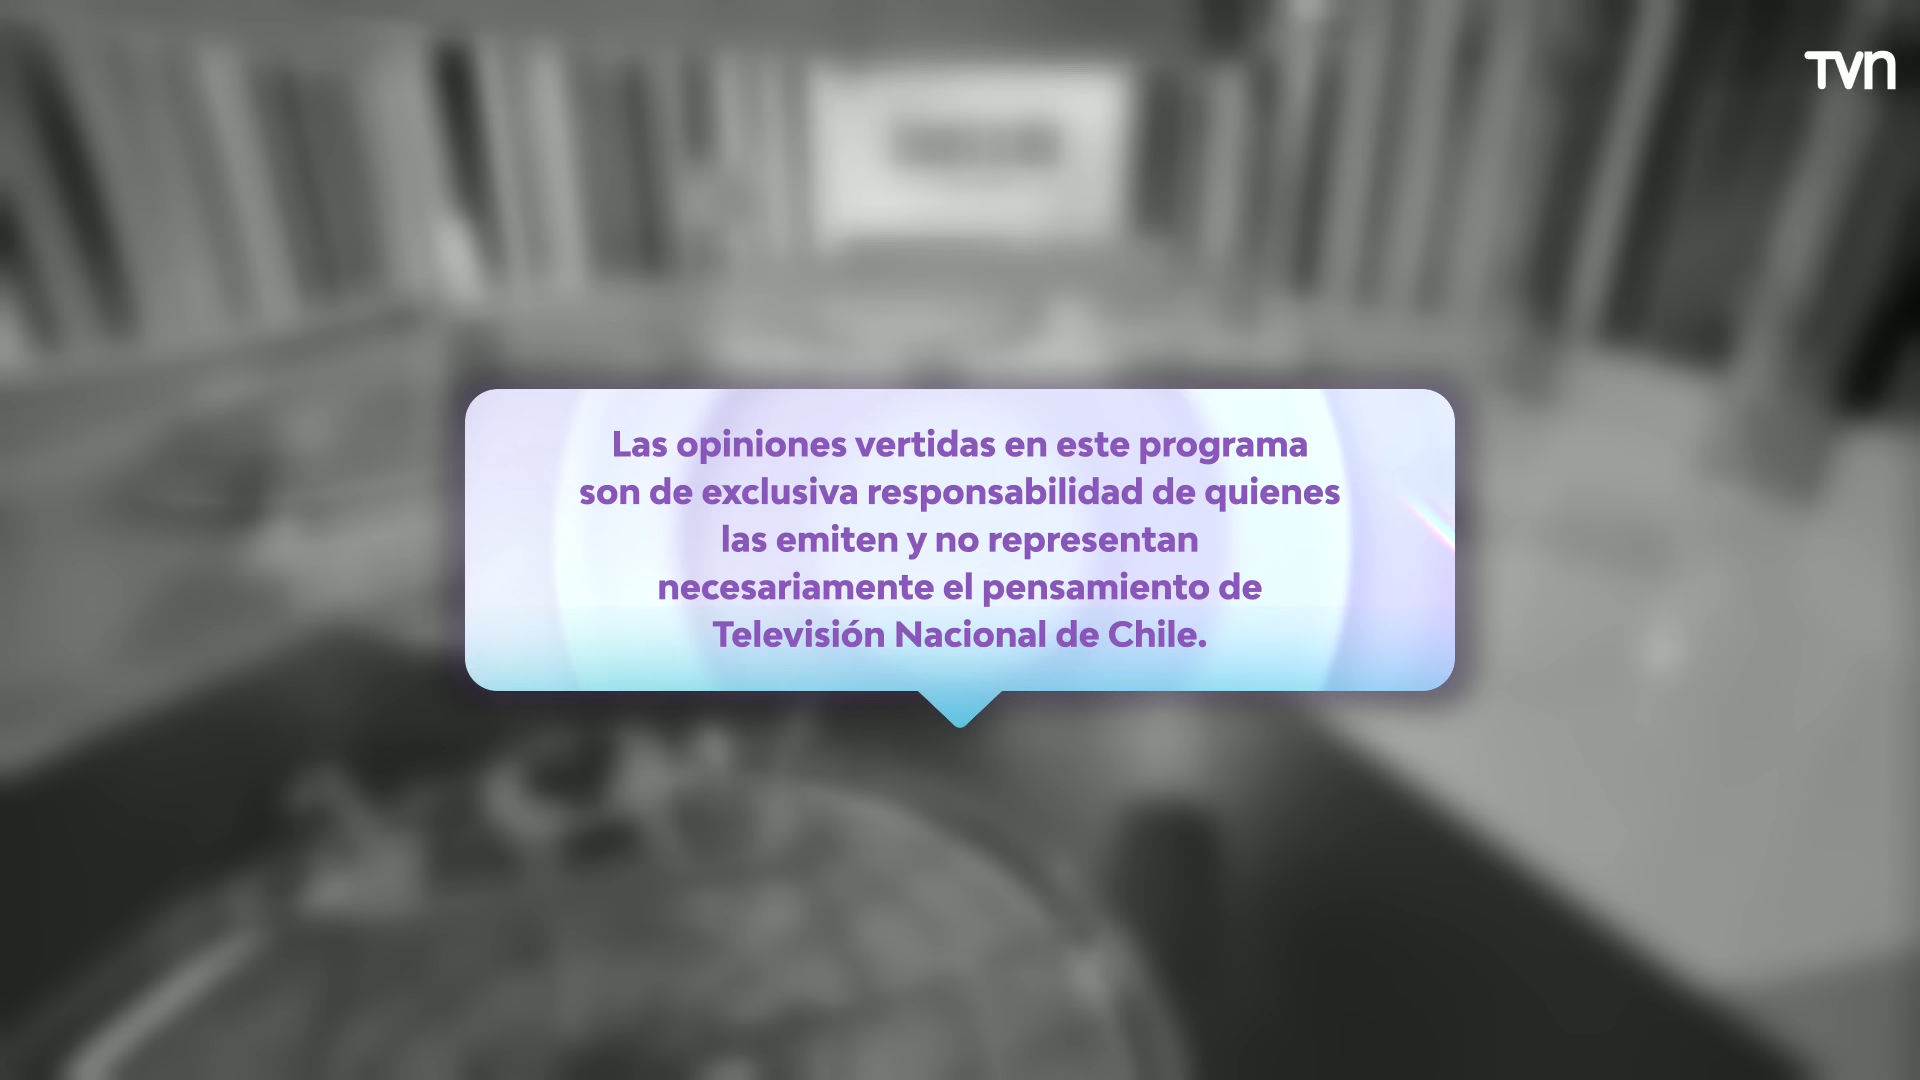 TVN
Las opiniones vertidas en este programa
son de exclusiva responsabilidad de quienes
las emiten y no representan
necesariamente el pensamiento de
Televisión Nacional de Chile.